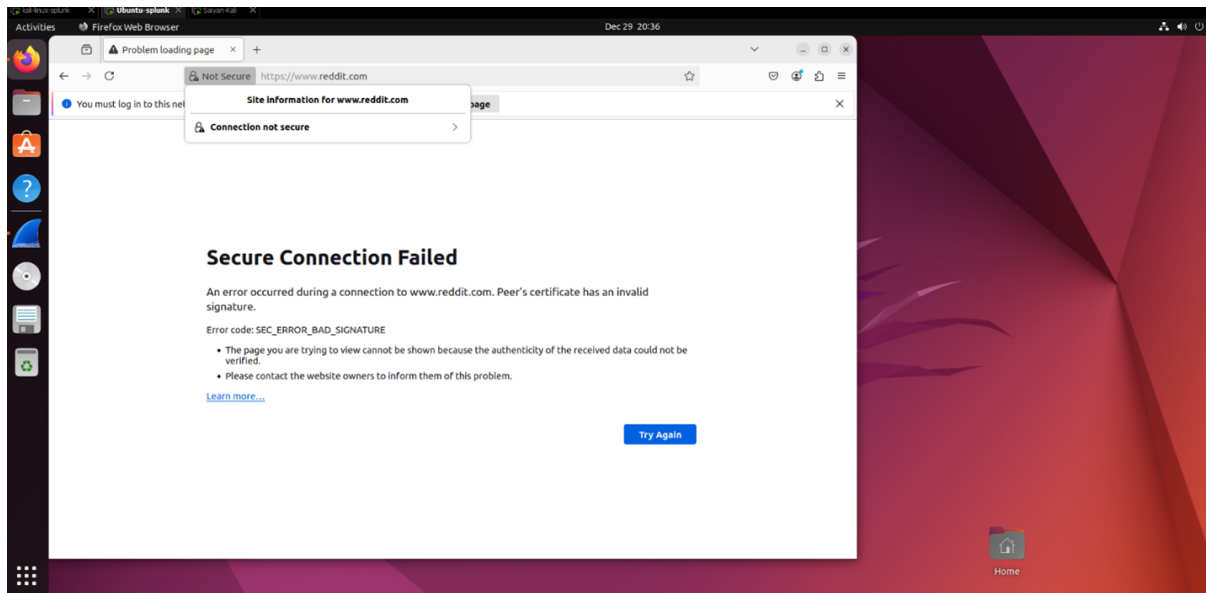 kali-linux-splunk Ubuntu-splunk Saiyan-Kali
Activities Firefox Web Browser Dec 29 20:36
Problem loading page
Not Secure https://www.reddit.com
You must log in to this net page
Site information for www.reddit.com
Connection not secure
Secure Connection Failed
An error occurred during a connection to www.reddit.com. Peer's certificate has an invalid
signature.
Error code: SEC_ERROR_BAD_SIGNATURE
• The page you are trying to view cannot be shown because the authenticity of the received data could not be
verified.
• Please contact the website owners to inform them of this problem.
Learn more…
Try Again
Home